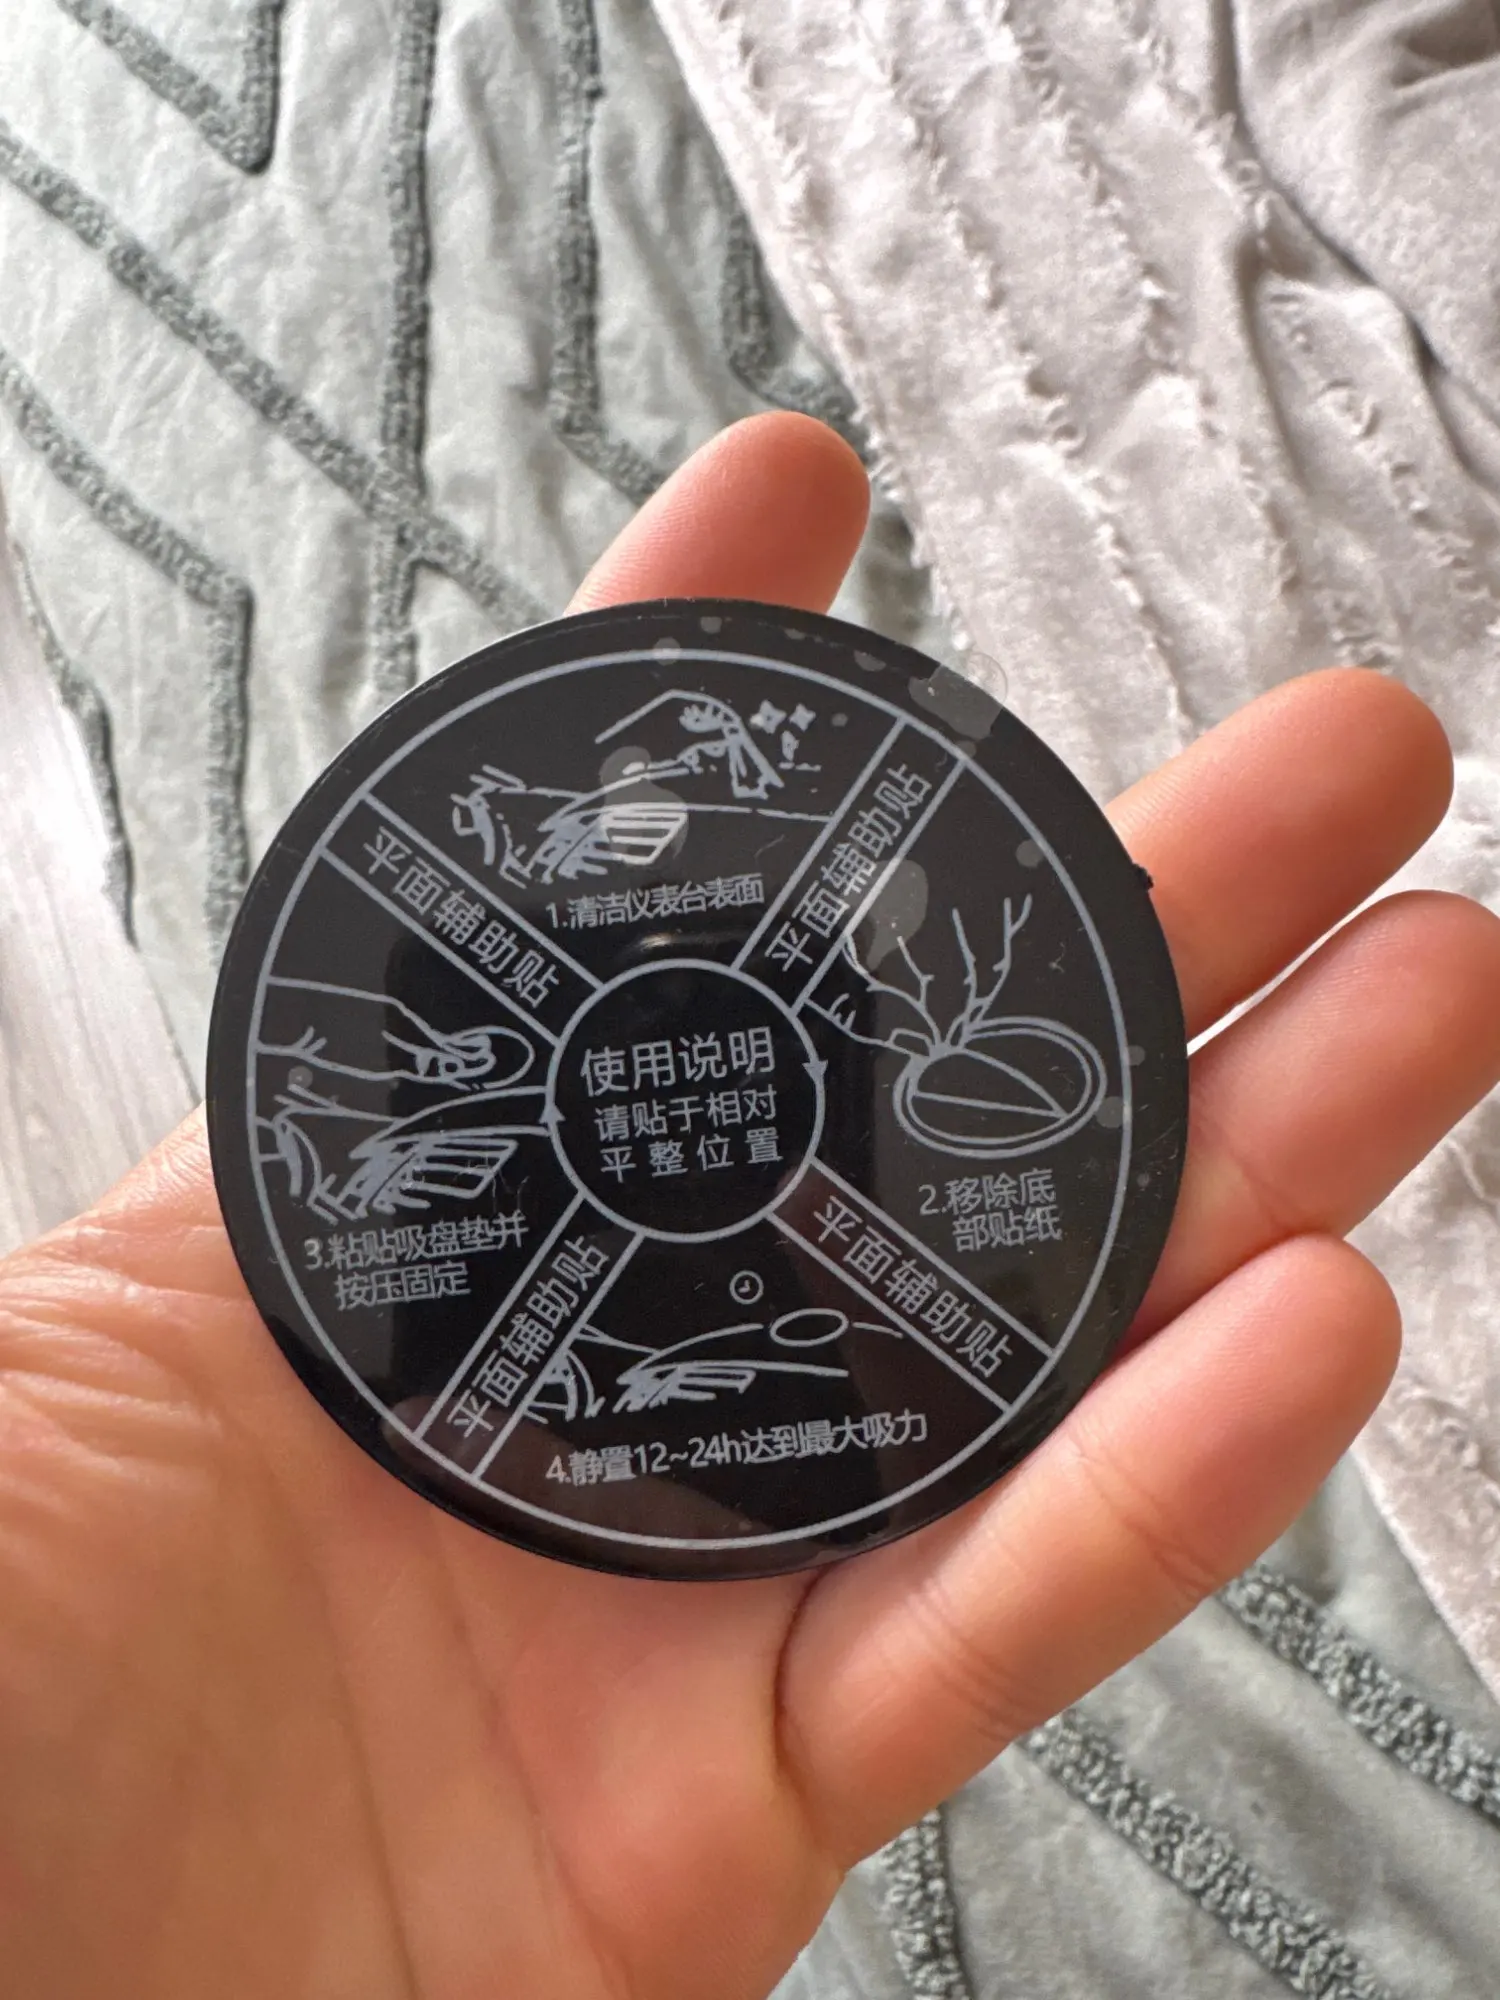 使用说明
请贴于相对
平整位置
1.清洁仪表台表面
2.移除底
部贴纸
3.粘贴吸盘垫并
按压固定
4.静置12~24h达到最大吸力
平面辅助贴
平面辅助贴
平面辅助贴
平面辅助贴